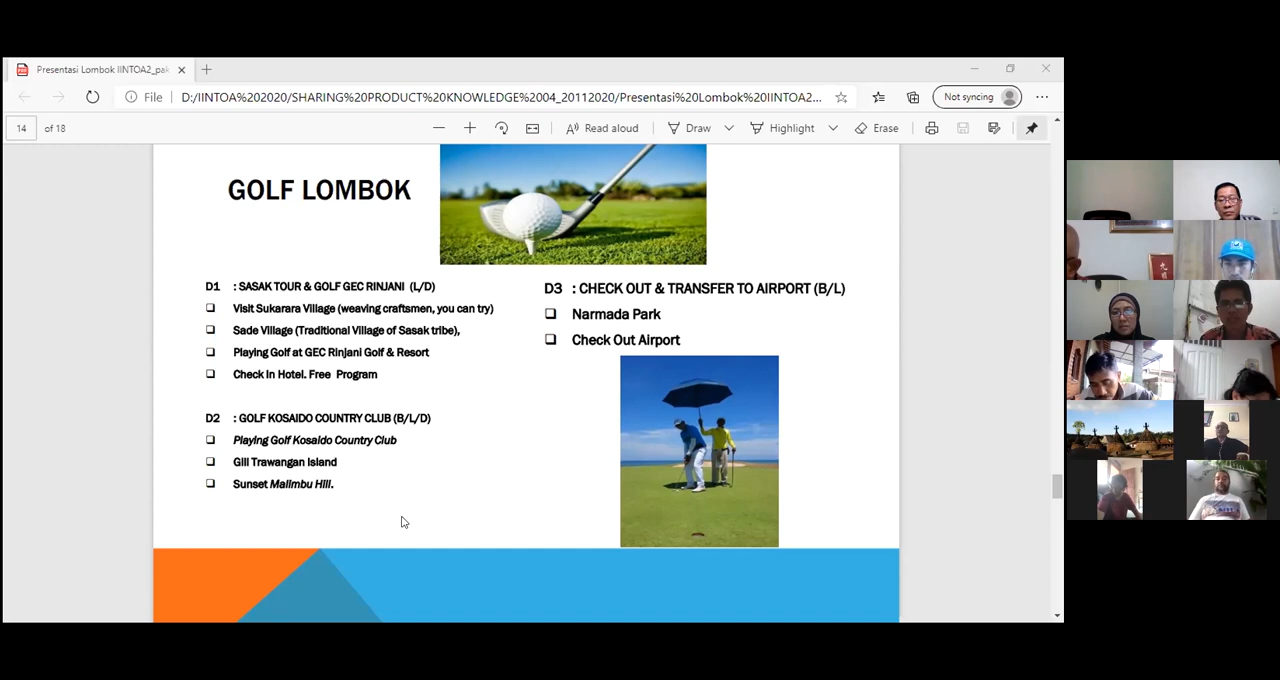 Presentasi Lombok IINTOA2_pak
File
D:/IINTOA%202020/SHARING%20PRODUCT%20KNOWLEDGE%2004_20112020/Presentasi%20Lombok%20IINTOA2...
Not syncing
14 of 18
Read aloud
Draw
Highlight
Erase
GOLF LOMBOK
D1 : SASAK TOUR & GOLF GEC RINJANI (L/D)
Visit Sukarara Village (weaving craftsmen, you can try)
Sade Village (Traditional Village of Sasak tribe),
Playing Golf at GEC Rinjani Golf & Resort
Check In Hotel. Free Program
D2 : GOLF KOSAIDO COUNTRY CLUB (B/L/D)
Playing Golf Kosaido Country Club
Gili Trawangan Island
Sunset Malimbu Hill.
D3 : CHECK OUT & TRANSFER TO AIRPORT (B/L)
Narmada Park
Check Out Airport